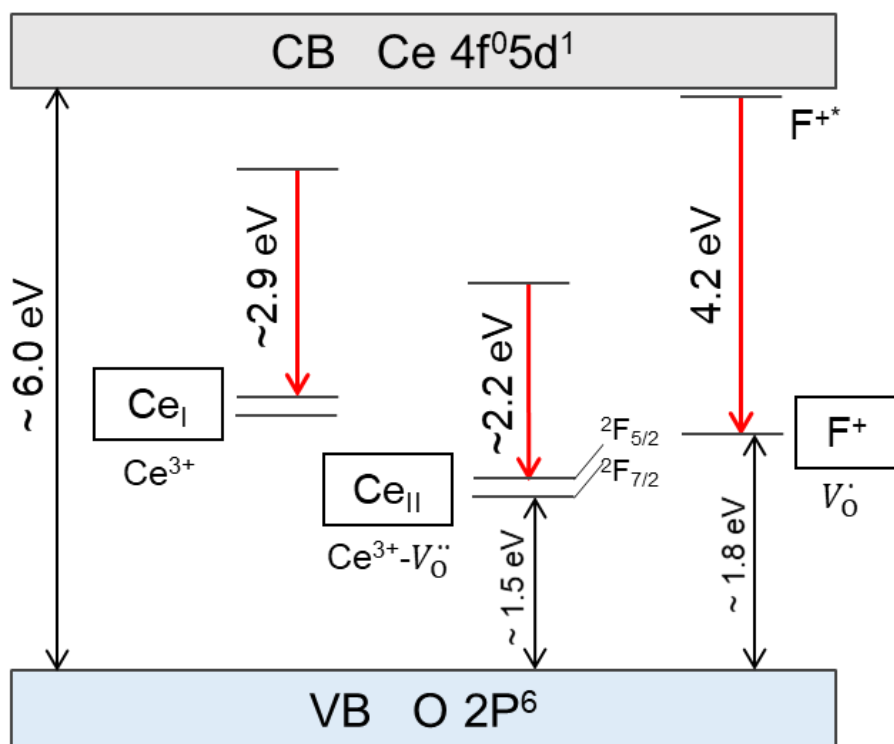 CB Ce 4f⁰5d¹
F⁺*
~ 6.0 eV
~2.9 eV
~2.2 eV
4.2 eV
Ce_I
Ce³⁺
²F₅/₂
²F₇/₂
Ce_II
Ce³⁺-V_O^¨
F⁺
V_O^˙
~ 1.5 eV
~ 1.8 eV
VB O 2P⁶